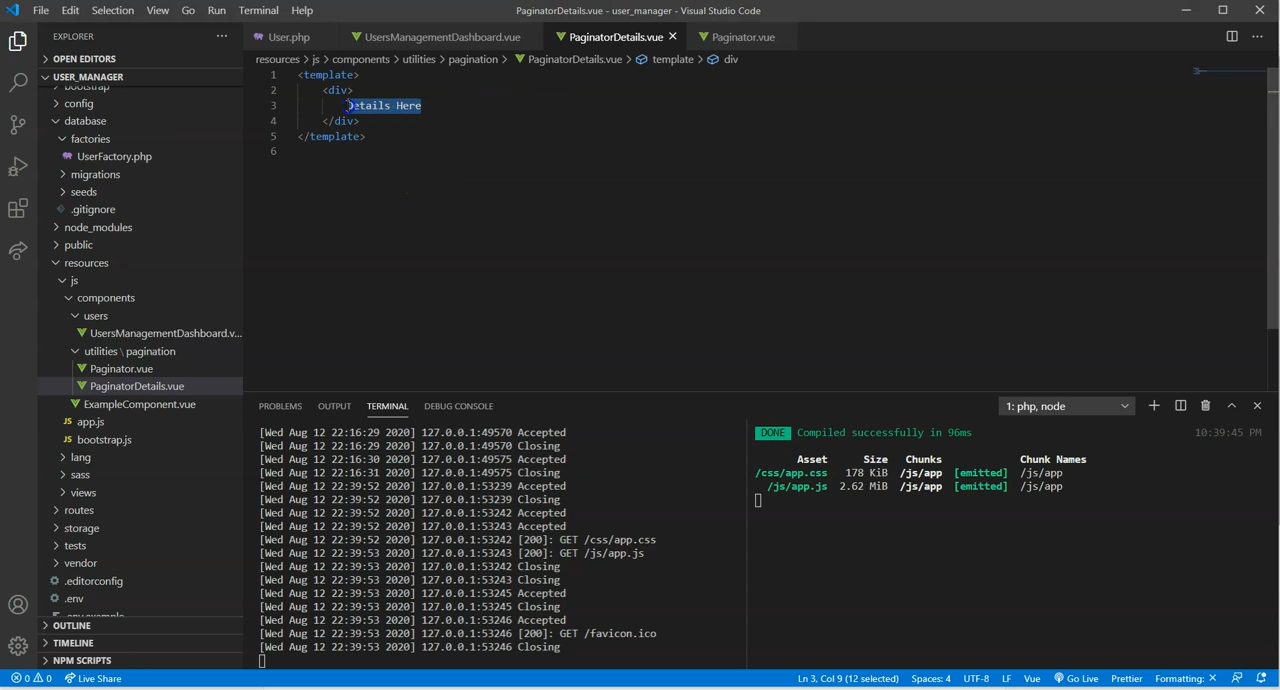 File Edit Selection View Go Run Terminal Help PaginatorDetails.vue - user_manager - Visual Studio Code
EXPLORER ···
User.php UsersManagementDashboard.vue PaginatorDetails.vue Paginator.vue
OPEN EDITORS
resources > js > components > utilities > pagination > PaginatorDetails.vue > template > div
USER_MANAGER
bootstrap
config
database
factories
UserFactory.php
migrations
seeds
.gitignore
node_modules
public
resources
js
components
users
UsersManagementDashboard.v...
utilities \ pagination
Paginator.vue
PaginatorDetails.vue
ExampleComponent.vue
JS app.js
JS bootstrap.js
lang
sass
views
routes
storage
tests
vendor
.editorconfig
.env
.env.example
OUTLINE
TIMELINE
NPM SCRIPTS
1 <template>
2 <div>
3 Details Here
4 </div>
5 </template>
6
PROBLEMS OUTPUT TERMINAL DEBUG CONSOLE 1: php, node
[Wed Aug 12 22:16:29 2020] 127.0.0.1:49570 Accepted
[Wed Aug 12 22:16:29 2020] 127.0.0.1:49570 Closing
[Wed Aug 12 22:16:30 2020] 127.0.0.1:49575 Accepted
[Wed Aug 12 22:16:31 2020] 127.0.0.1:49575 Closing
[Wed Aug 12 22:39:52 2020] 127.0.0.1:53239 Accepted
[Wed Aug 12 22:39:52 2020] 127.0.0.1:53239 Closing
[Wed Aug 12 22:39:52 2020] 127.0.0.1:53242 Accepted
[Wed Aug 12 22:39:52 2020] 127.0.0.1:53243 Accepted
[Wed Aug 12 22:39:52 2020] 127.0.0.1:53242 [200]: GET /css/app.css
[Wed Aug 12 22:39:53 2020] 127.0.0.1:53243 [200]: GET /js/app.js
[Wed Aug 12 22:39:53 2020] 127.0.0.1:53242 Closing
[Wed Aug 12 22:39:53 2020] 127.0.0.1:53243 Closing
[Wed Aug 12 22:39:53 2020] 127.0.0.1:53245 Accepted
[Wed Aug 12 22:39:53 2020] 127.0.0.1:53245 Closing
[Wed Aug 12 22:39:53 2020] 127.0.0.1:53246 Accepted
[Wed Aug 12 22:39:53 2020] 127.0.0.1:53246 [200]: GET /favicon.ico
[Wed Aug 12 22:39:53 2020] 127.0.0.1:53246 Closing
DONE Compiled successfully in 96ms 10:39:45 PM
Asset Size Chunks Chunk Names
/css/app.css 178 KiB /js/app [emitted] /js/app
/js/app.js 2.62 MiB /js/app [emitted] /js/app
0 0 Live Share Ln 3, Col 9 (12 selected) Spaces: 4 UTF-8 LF Vue Go Live Prettier Formatting: ×